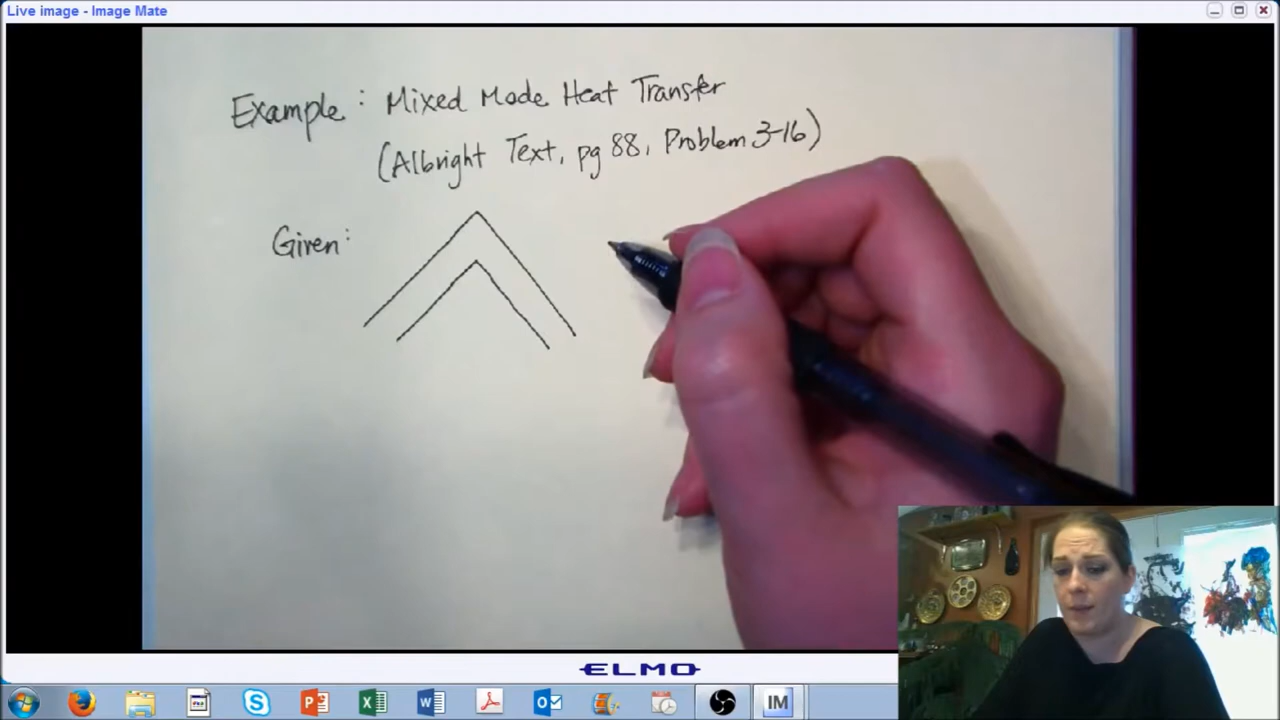 Live image - Image Mate
Example: Mixed Mode Heat Transfer
(Albright Text, pg 88, Problem 3-16)
Given:
ELMO
IM